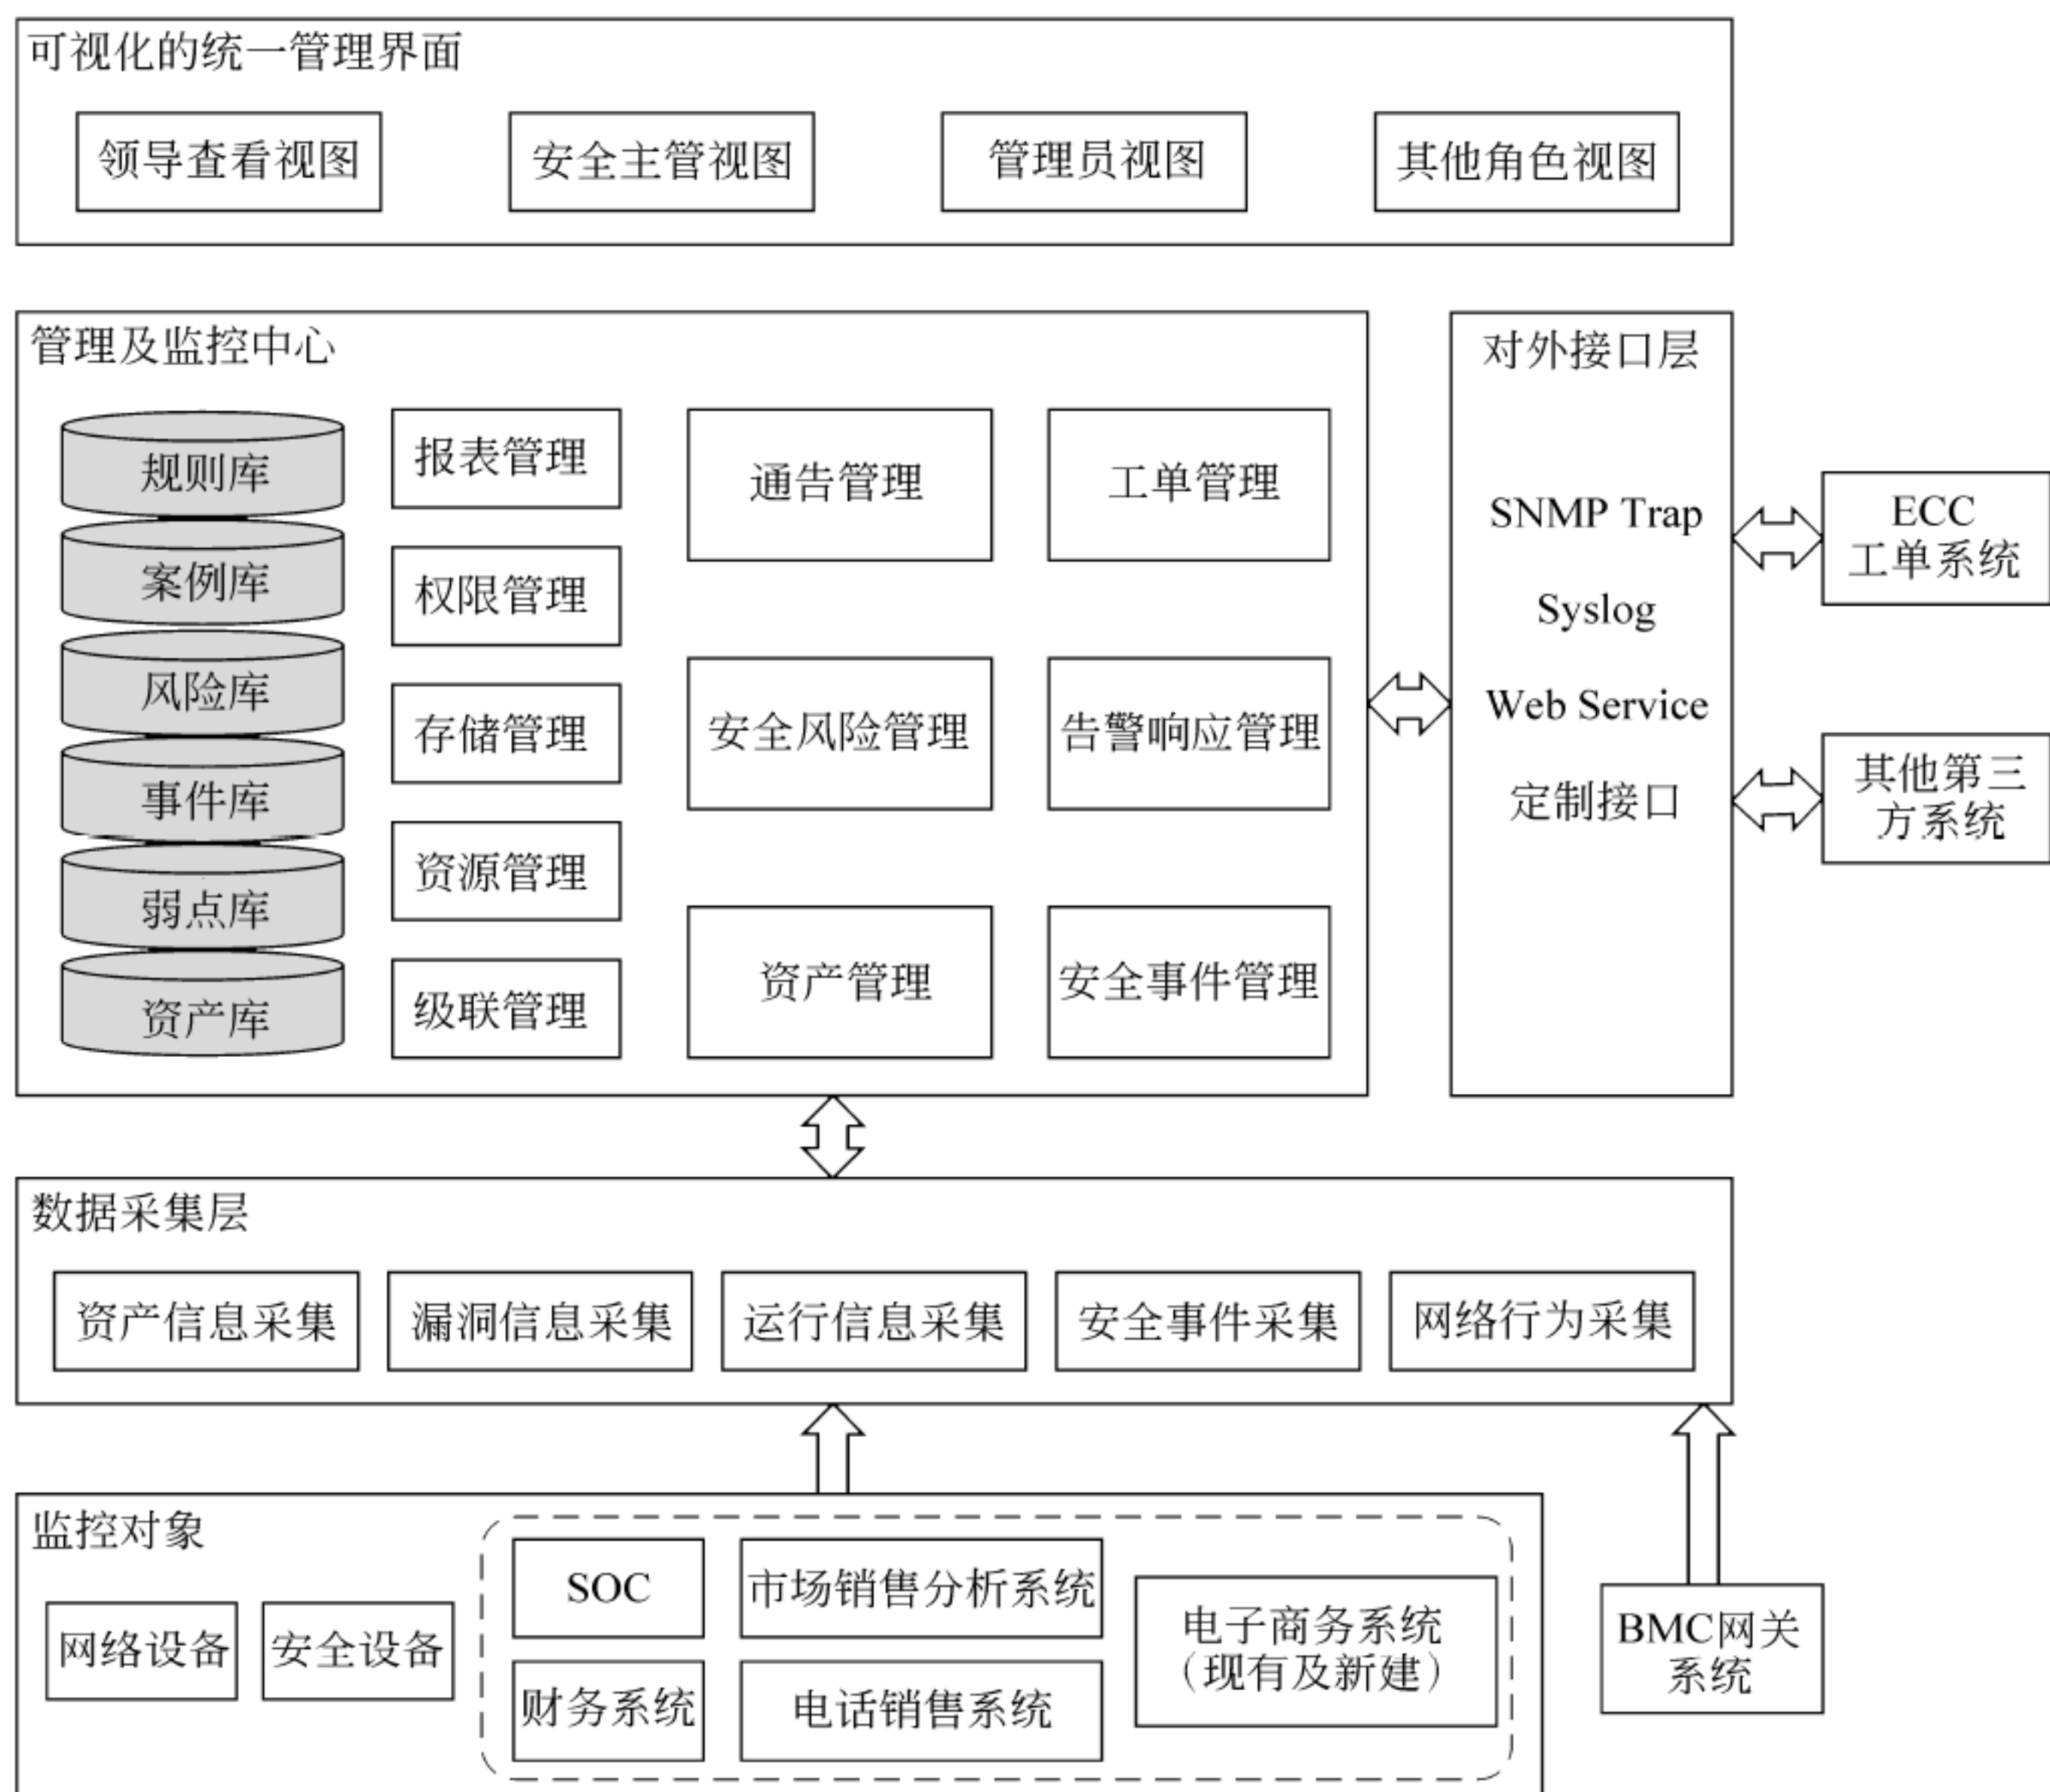 可视化的统一管理界面
领导查看视图
安全主管视图
管理员视图
其他角色视图
管理及监控中心
规则库
案例库
风险库
事件库
弱点库
资产库
报表管理
权限管理
存储管理
资源管理
级联管理
通告管理
工单管理
安全风险管理
告警响应管理
资产管理
安全事件管理
对外接口层
SNMP Trap
Syslog
Web Service
定制接口
ECC
工单系统
其他第三
方系统
数据采集层
资产信息采集
漏洞信息采集
运行信息采集
安全事件采集
网络行为采集
监控对象
网络设备
安全设备
SOC
市场销售分析系统
财务系统
电话销售系统
电子商务系统
（现有及新建）
BMC网关
系统